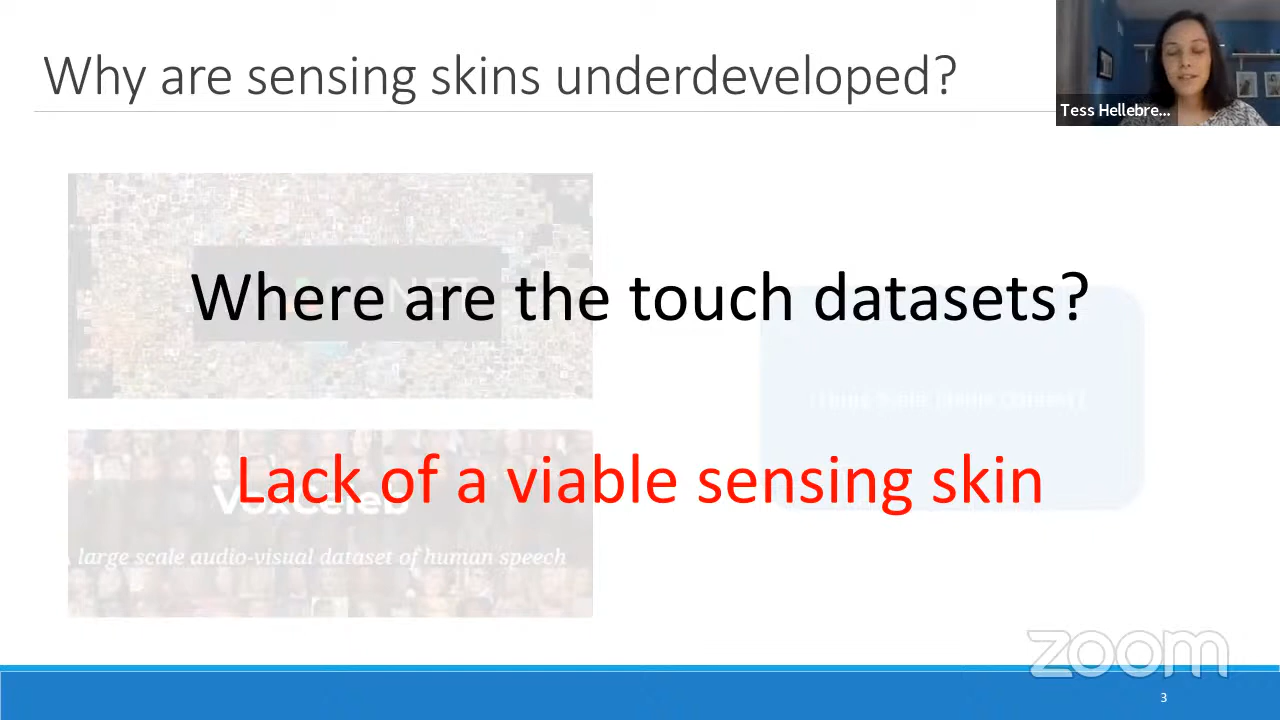 Why are sensing skins underdeveloped?
Tess Hellebre...
Where are the touch datasets?
Lack of a viable sensing skin
VoxCeleb
large scale audio-visual dataset of human speech
zoom
3